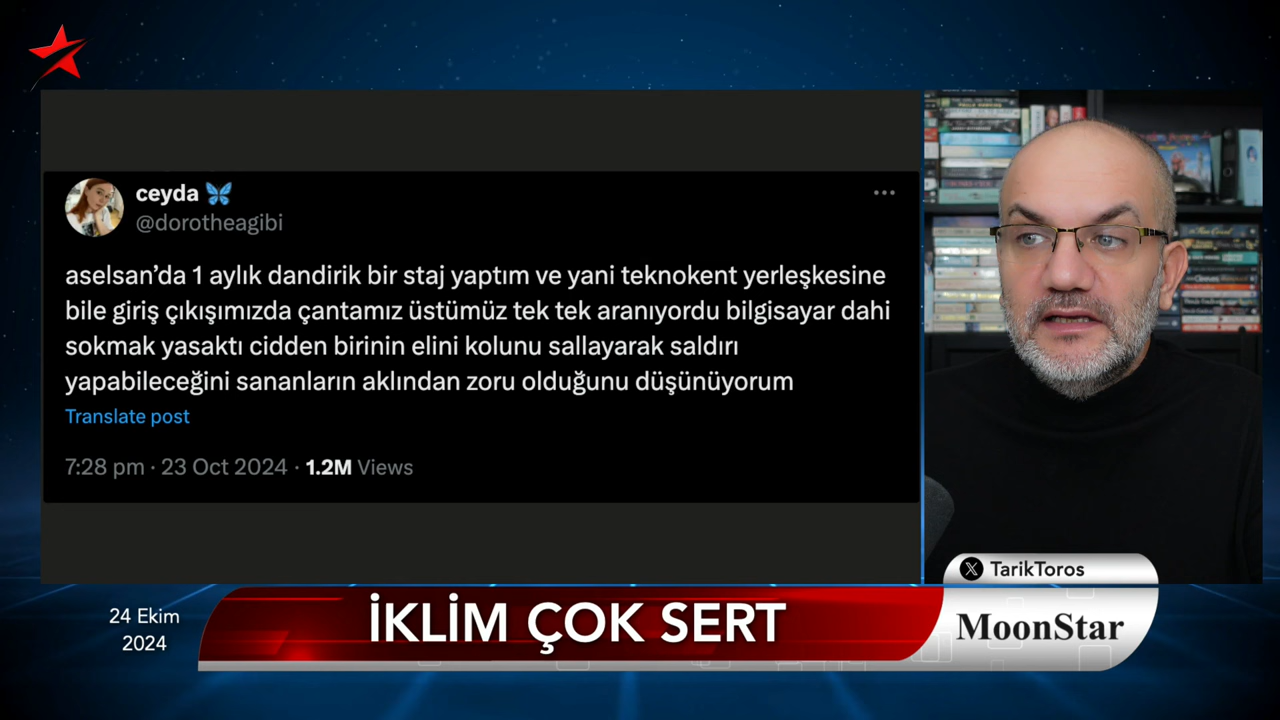 ceyda 🦋
@dorotheagibi
aselsan’da 1 aylık dandirik bir staj yaptım ve yani teknokent yerleşkesine
bile giriş çıkışımızda çantamız üstümüz tek tek aranıyordu bilgisayar dahi
sokmak yasaktı cidden birinin elini kolunu sallayarak saldırı
yapabileceğini sananların aklından zoru olduğunu düşünüyorum
Translate post
7:28 pm · 23 Oct 2024 · 1.2M Views
TarikToros
24 Ekim
2024
İKLİM ÇOK SERT
MoonStar